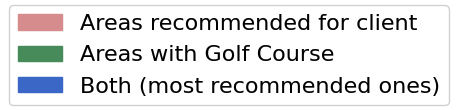 Areas recommended for client
Areas with Golf Course
Both (most recommended ones)